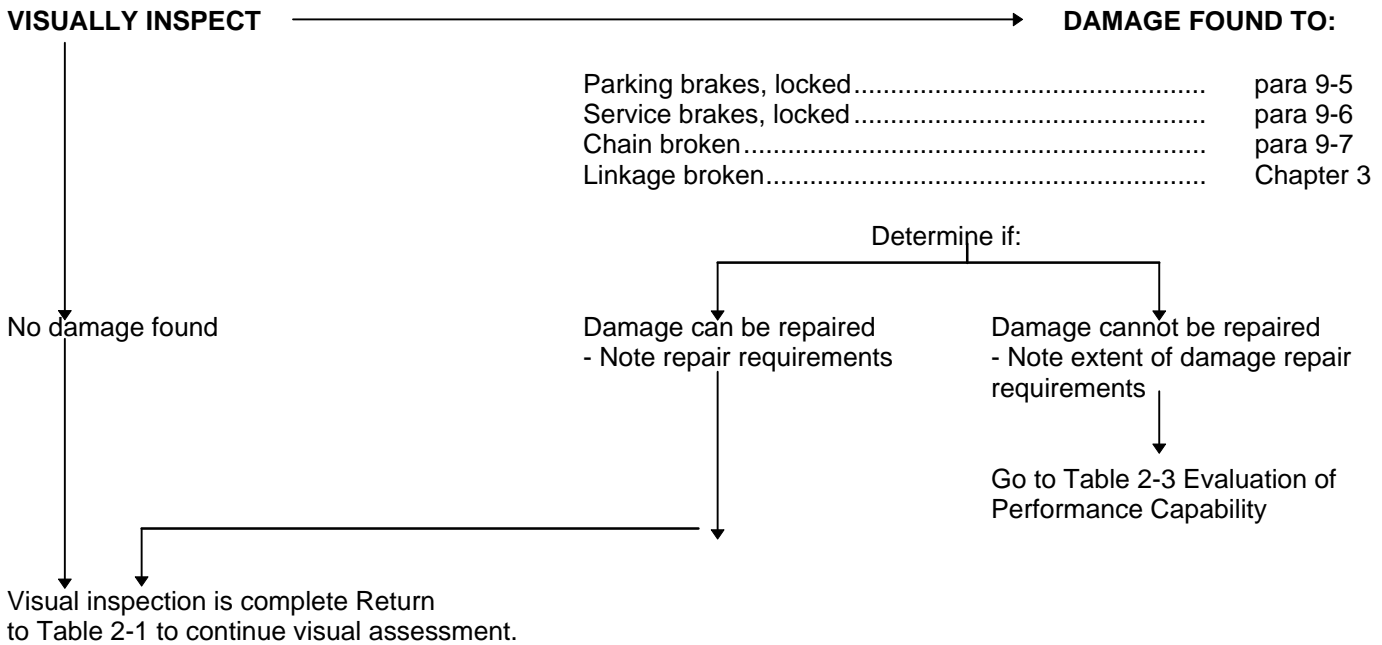 VISUALLY INSPECT DAMAGE FOUND TO:
Parking brakes, locked............................................... para 9-5
Service brakes, locked............................................... para 9-6
Chain broken.............................................................. para 9-7
Linkage broken........................................................... Chapter 3
Determine if:
No damage found
Damage can be repaired
- Note repair requirements
Damage cannot be repaired
- Note extent of damage repair
requirements
Go to Table 2-3 Evaluation of
Performance Capability
Visual inspection is complete Return
to Table 2-1 to continue visual assessment.